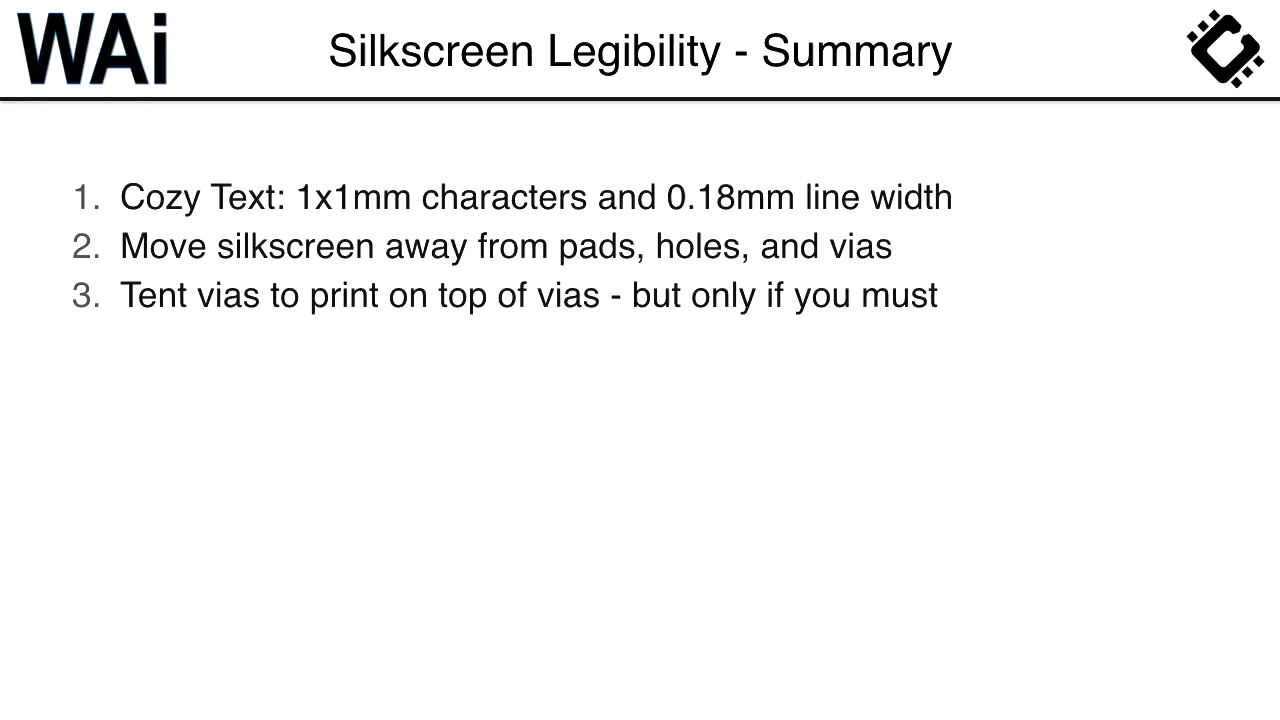 WAi
Silkscreen Legibility - Summary
1. Cozy Text: 1x1mm characters and 0.18mm line width
2. Move silkscreen away from pads, holes, and vias
3. Tent vias to print on top of vias - but only if you must